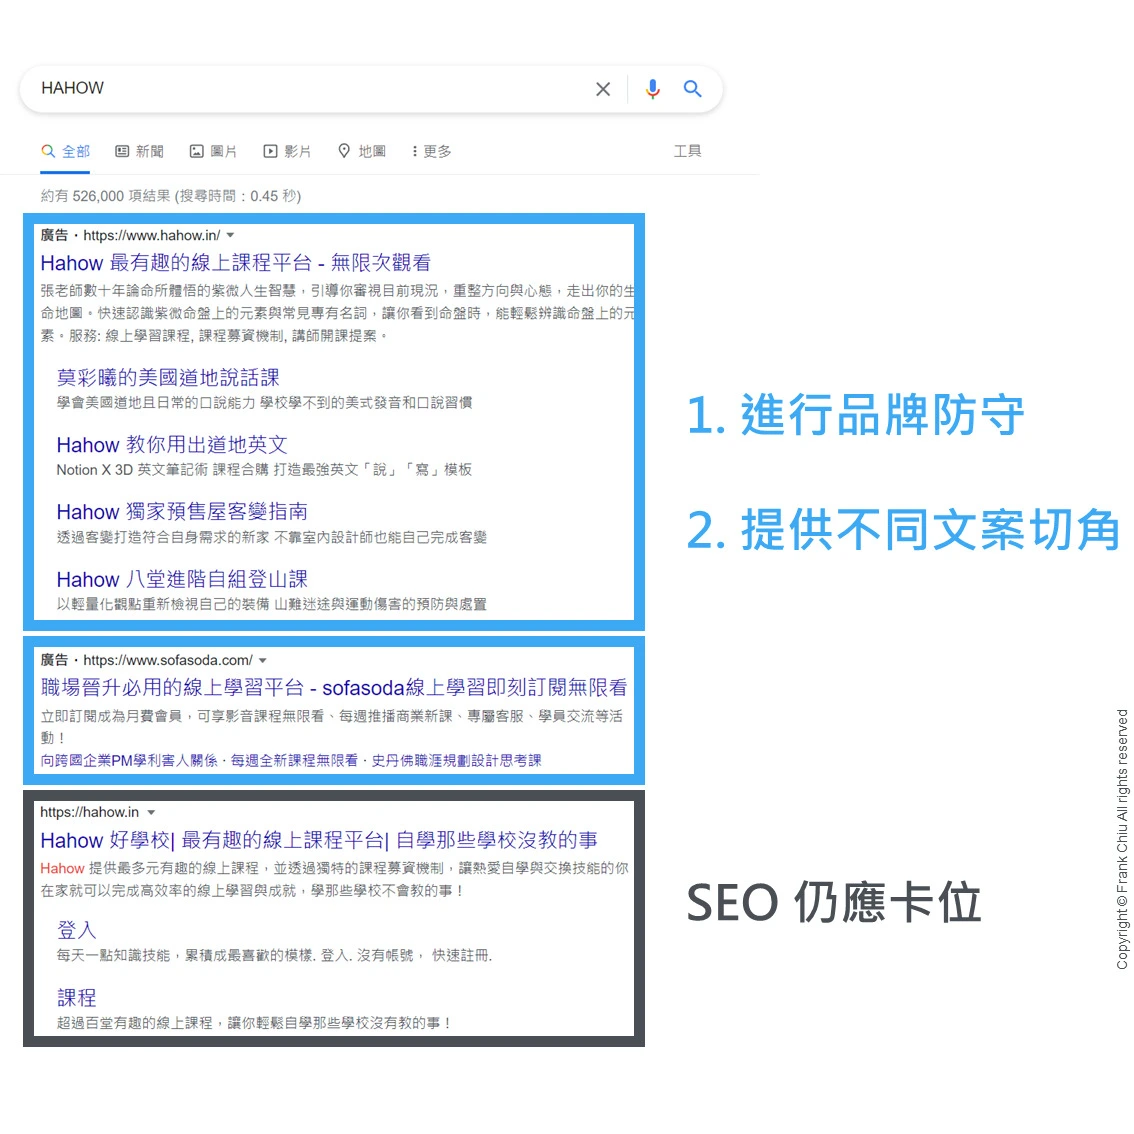 HAHOW
全部 新聞 圖片 影片 地圖 更多 工具
約有 526,000 項結果 (搜尋時間：0.45 秒)
廣告・https://www.hahow.in/
Hahow 最有趣的線上課程平台 - 無限次觀看
張老師數十年論命所體悟的紫微人生智慧，引導你審視目前現況，重整方向與心態，走出你的生
命地圖。快速認識紫微命盤上的元素與常見專有名詞，讓你看到命盤時，能輕鬆辨識命盤上的元
素。服務: 線上學習課程, 課程募資機制, 講師開課提案。
莫彩曦的美國道地說話課
學會美國道地且日常的口說能力 學校學不到的美式發音和口說習慣
Hahow 教你用出道地英文
Notion X 3D 英文筆記術 課程合購 打造最強英文「說」「寫」模板
Hahow 獨家預售屋客變指南
透過客變打造符合自身需求的新家 不靠室內設計師也能自己完成客變
Hahow 八堂進階自組登山課
以輕量化觀點重新檢視自己的裝備 山難迷途與運動傷害的預防與處置
廣告・https://www.sofasoda.com/
職場晉升必用的線上學習平台 - sofasoda線上學習即刻訂閱無限看
立即訂閱成為月費會員，可享影音課程無限看、每週推播商業新課、專屬客服、學員交流等活
動！
向跨國企業PM學利害人關係 · 每週全新課程無限看 · 史丹佛職涯規劃設計思考課
https://hahow.in
Hahow 好學校| 最有趣的線上課程平台| 自學那些學校沒教的事
Hahow 提供最多元有趣的線上課程，並透過獨特的課程募資機制，讓熱愛自學與交換技能的你
在家就可以完成高效率的線上學習與成就，學那些學校不會教的事！
登入
每天一點知識技能，累積成最喜歡的模樣. 登入. 沒有帳號， 快速註冊.
課程
超過百堂有趣的線上課程，讓你輕鬆自學那些學校沒有教的事！
1. 進行品牌防守
2. 提供不同文案切角
SEO 仍應卡位
Copyright © Frank Chiu All rights reserved